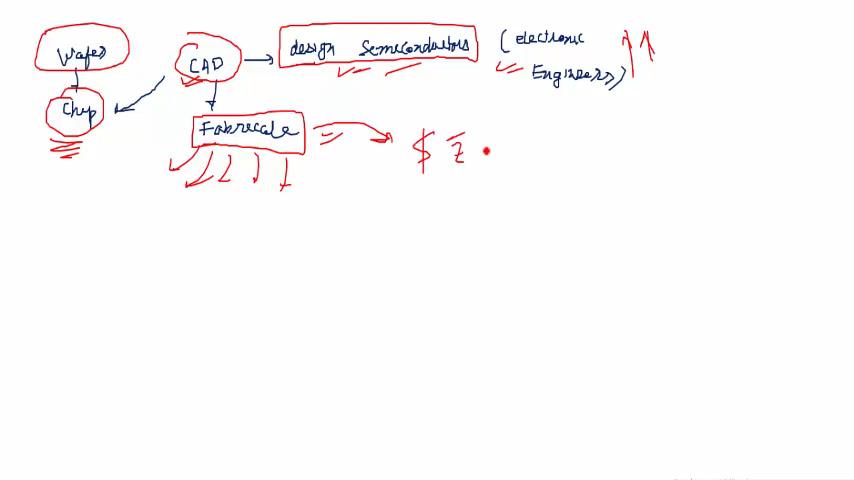 Wafer
CAD
design Semiconductors
(electronic
Engineers)
Chip
Fabricate
$